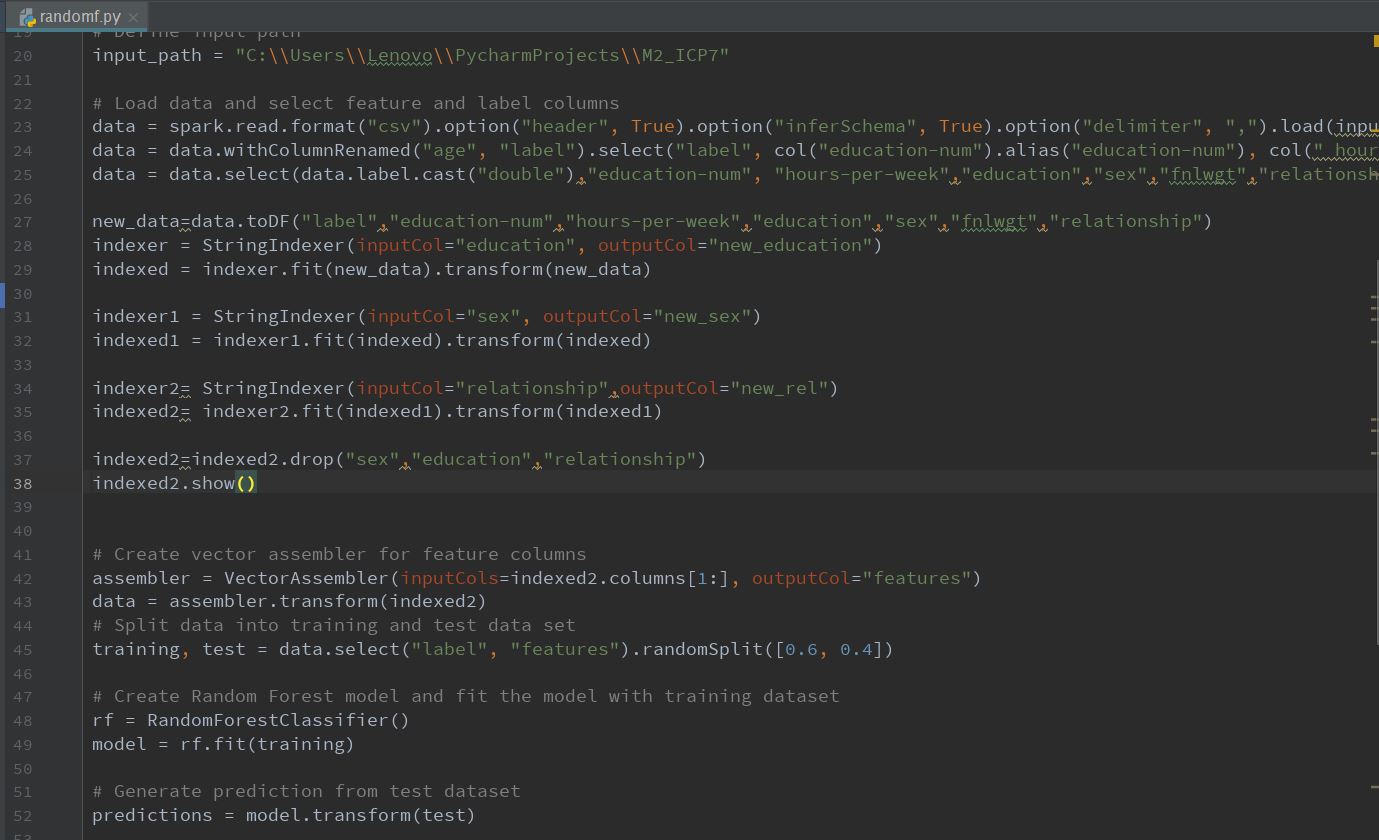 randomf.py
19 # Define input path
20 input_path = "C:\\Users\\Lenovo\\PycharmProjects\\M2_ICP7"
21
22 # Load data and select feature and label columns
23 data = spark.read.format("csv").option("header", True).option("inferSchema", True).option("delimiter", ",").load(inpu
24 data = data.withColumnRenamed("age", "label").select("label", col("education-num").alias("education-num"), col(" hour
25 data = data.select(data.label.cast("double"),"education-num", "hours-per-week","education","sex","fnlwgt","relationsh
26
27 new_data=data.toDF("label","education-num","hours-per-week","education","sex","fnlwgt","relationship")
28 indexer = StringIndexer(inputCol="education", outputCol="new_education")
29 indexed = indexer.fit(new_data).transform(new_data)
30
31 indexer1 = StringIndexer(inputCol="sex", outputCol="new_sex")
32 indexed1 = indexer1.fit(indexed).transform(indexed)
33
34 indexer2= StringIndexer(inputCol="relationship",outputCol="new_rel")
35 indexed2= indexer2.fit(indexed1).transform(indexed1)
36
37 indexed2=indexed2.drop("sex","education","relationship")
38 indexed2.show()
39
40
41 # Create vector assembler for feature columns
42 assembler = VectorAssembler(inputCols=indexed2.columns[1:], outputCol="features")
43 data = assembler.transform(indexed2)
44 # Split data into training and test data set
45 training, test = data.select("label", "features").randomSplit([0.6, 0.4])
46
47 # Create Random Forest model and fit the model with training dataset
48 rf = RandomForestClassifier()
49 model = rf.fit(training)
50
51 # Generate prediction from test dataset
52 predictions = model.transform(test)
53